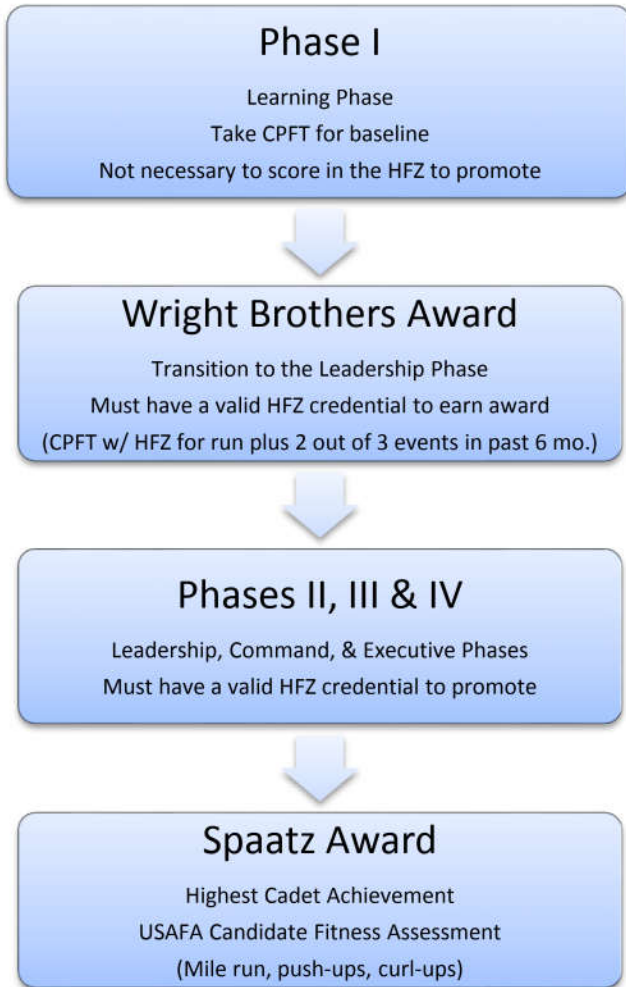 Phase I
Learning Phase
Take CPFT for baseline
Not necessary to score in the HFZ to promote
Wright Brothers Award
Transition to the Leadership Phase
Must have a valid HFZ credential to earn award
(CPFT w/ HFZ for run plus 2 out of 3 events in past 6 mo.)
Phases II, III & IV
Leadership, Command, & Executive Phases
Must have a valid HFZ credential to promote
Spaatz Award
Highest Cadet Achievement
USAFA Candidate Fitness Assessment
(Mile run, push-ups, curl-ups)